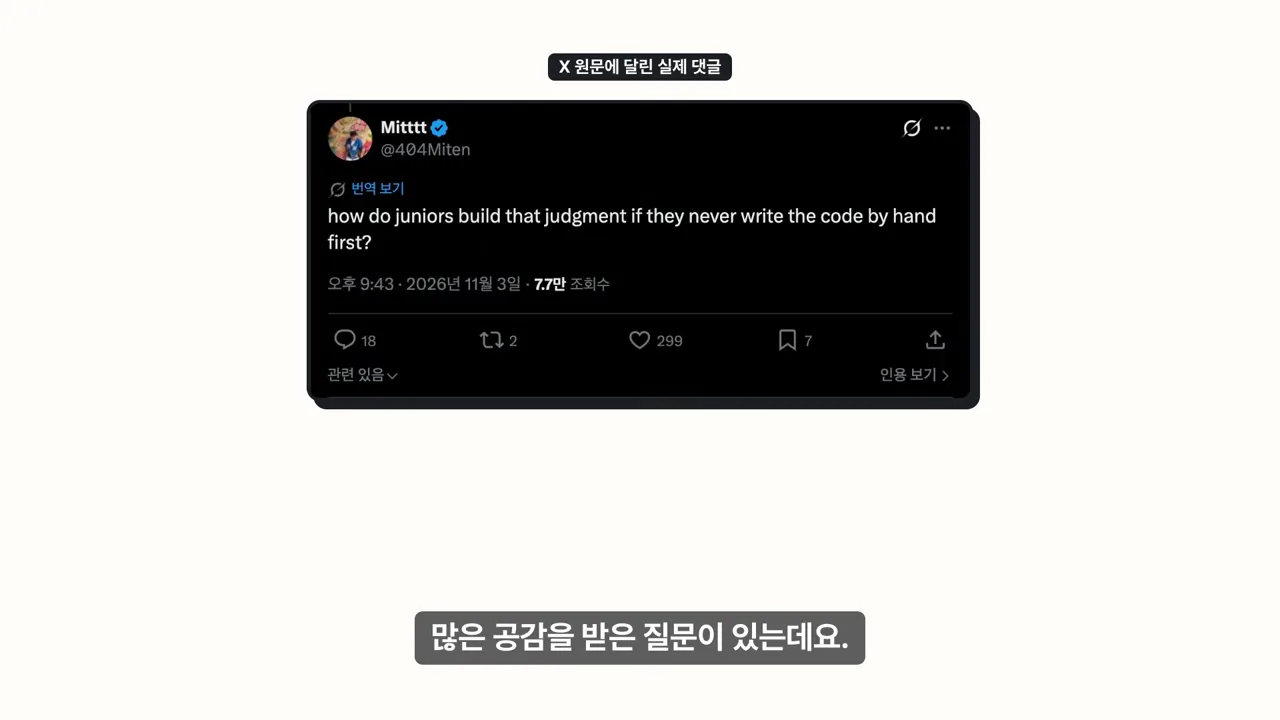 X 원문에 달린 실제 댓글
Mitttt
@404Miten
번역 보기
how do juniors build that judgment if they never write the code by hand
first?
오후 9:43 · 2026년 11월 3일 · 7.7만 조회수
18 2 299 7
관련 있음 인용 보기
많은 공감을 받은 질문이 있는데요.